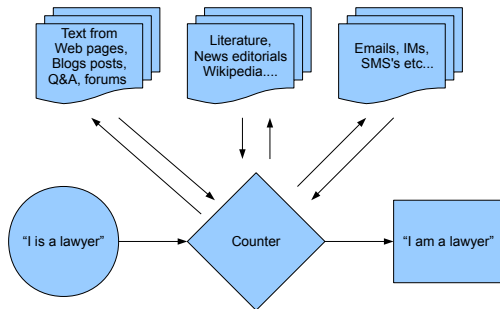 Text from
Web pages,
Blogs posts,
Q&A, forums
Literature,
News editorials
Wikipedia....
Emails, IMs,
SMS's etc...
“I is a lawyer”
Counter
“I am a lawyer”